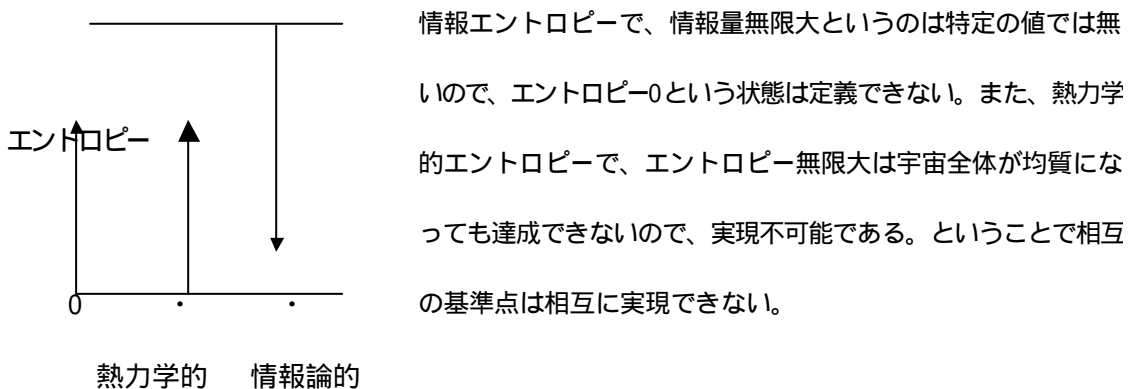 情報エントロピーで、情報量無限大というのは特定の値では無
いので、エントロピー0という状態は定義できない。また、熱力学
的エントロピーで、エントロピー無限大は宇宙全体が均質にな
っても達成できないので、実現不可能である。ということで相互
の基準点は相互に実現できない。
エントロピー
0 ・ ・
熱力学的 情報論的